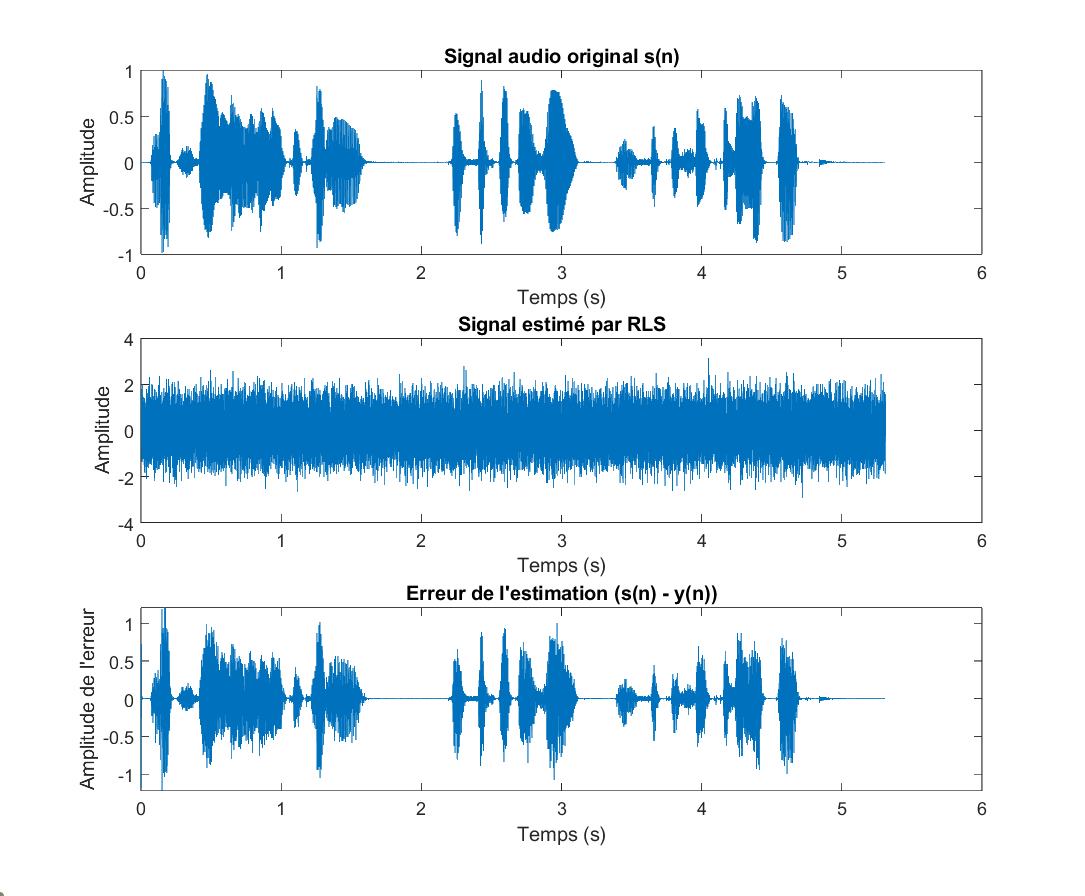 Signal audio original s(n)
Amplitude
1
0.5
0
-0.5
-1
0 1 2 3 4 5 6
Temps (s)
Signal estimé par RLS
Amplitude
4
2
0
-2
-4
0 1 2 3 4 5 6
Temps (s)
Erreur de l'estimation (s(n) - y(n))
Amplitude de l'erreur
1
0.5
0
-0.5
-1
0 1 2 3 4 5 6
Temps (s)